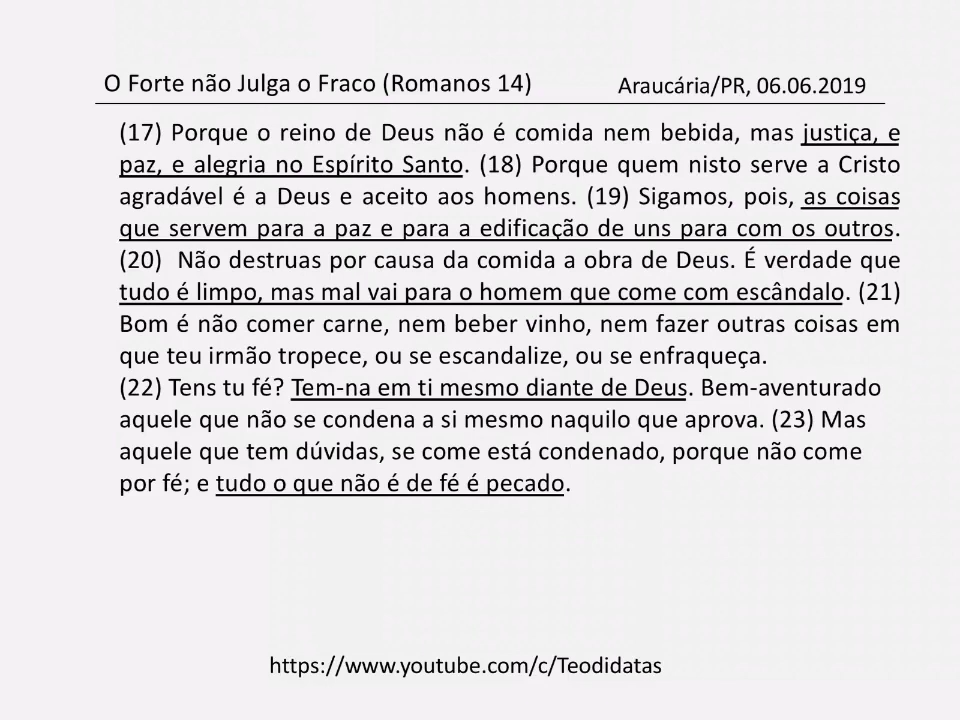 O Forte não Julga o Fraco (Romanos 14) Araucária/PR, 06.06.2019
(17) Porque o reino de Deus não é comida nem bebida, mas justiça, e
paz, e alegria no Espírito Santo. (18) Porque quem nisto serve a Cristo
agradável é a Deus e aceito aos homens. (19) Sigamos, pois, as coisas
que servem para a paz e para a edificação de uns para com os outros.
(20) Não destruas por causa da comida a obra de Deus. É verdade que
tudo é limpo, mas mal vai para o homem que come com escândalo. (21)
Bom é não comer carne, nem beber vinho, nem fazer outras coisas em
que teu irmão tropece, ou se escandalize, ou se enfraqueça.
(22) Tens tu fé? Tem-na em ti mesmo diante de Deus. Bem-aventurado
aquele que não se condena a si mesmo naquilo que aprova. (23) Mas
aquele que tem dúvidas, se come está condenado, porque não come
por fé; e tudo o que não é de fé é pecado.
https://www.youtube.com/c/Teodidatas